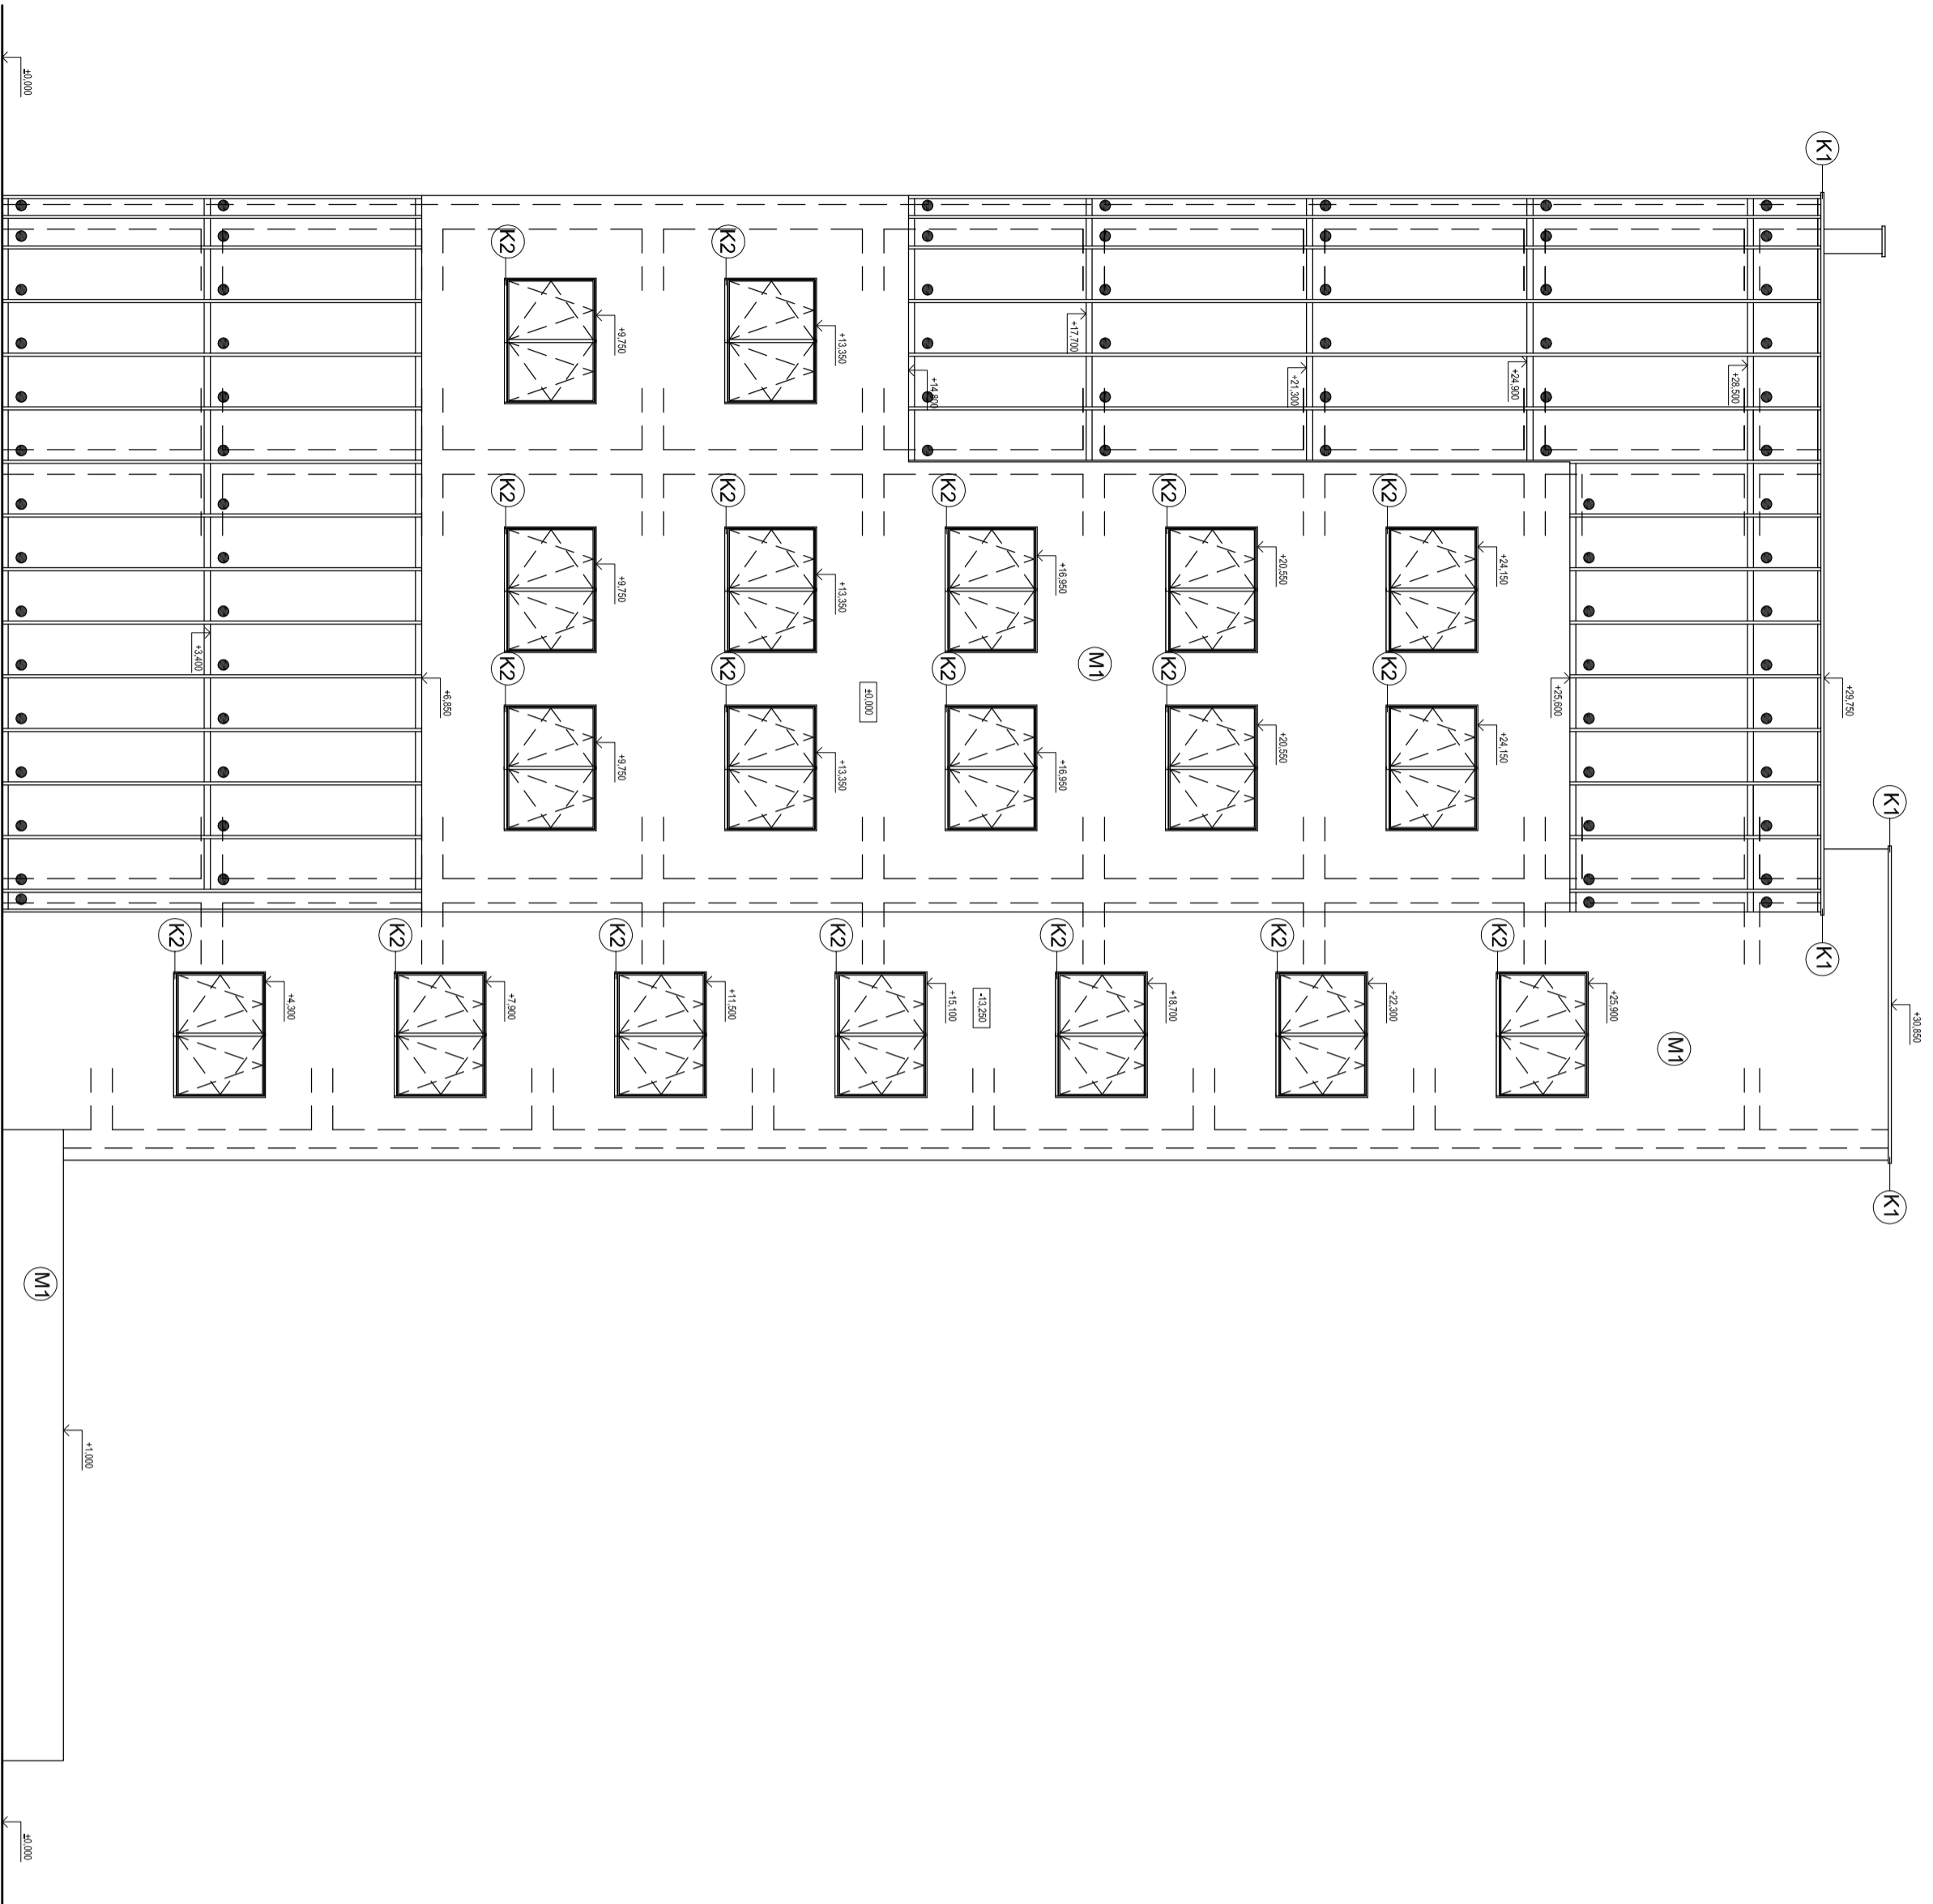 +30,850
K1 K1
+29,750
K1 K1
+28,500
M1
+25,900
+25,600
+24,900
+24,150 +24,150
K2
+22,300
K2 K2
+21,300
+20,550 +20,550
K2
+18,700
K2 K2
M1
+17,700
+16,950 +16,950
K2
-13,250
+15,100
K2 K2
+14,800
±0,000
+13,350 +13,350 +13,350
K2
+11,500
K2 K2 K2
+9,750 +9,750 +9,750
K2
+7,900
K2 K2 K2
+6,850
K2
+4,300
+3,400
K2
+1,000
M1
±0,000 ±0,000